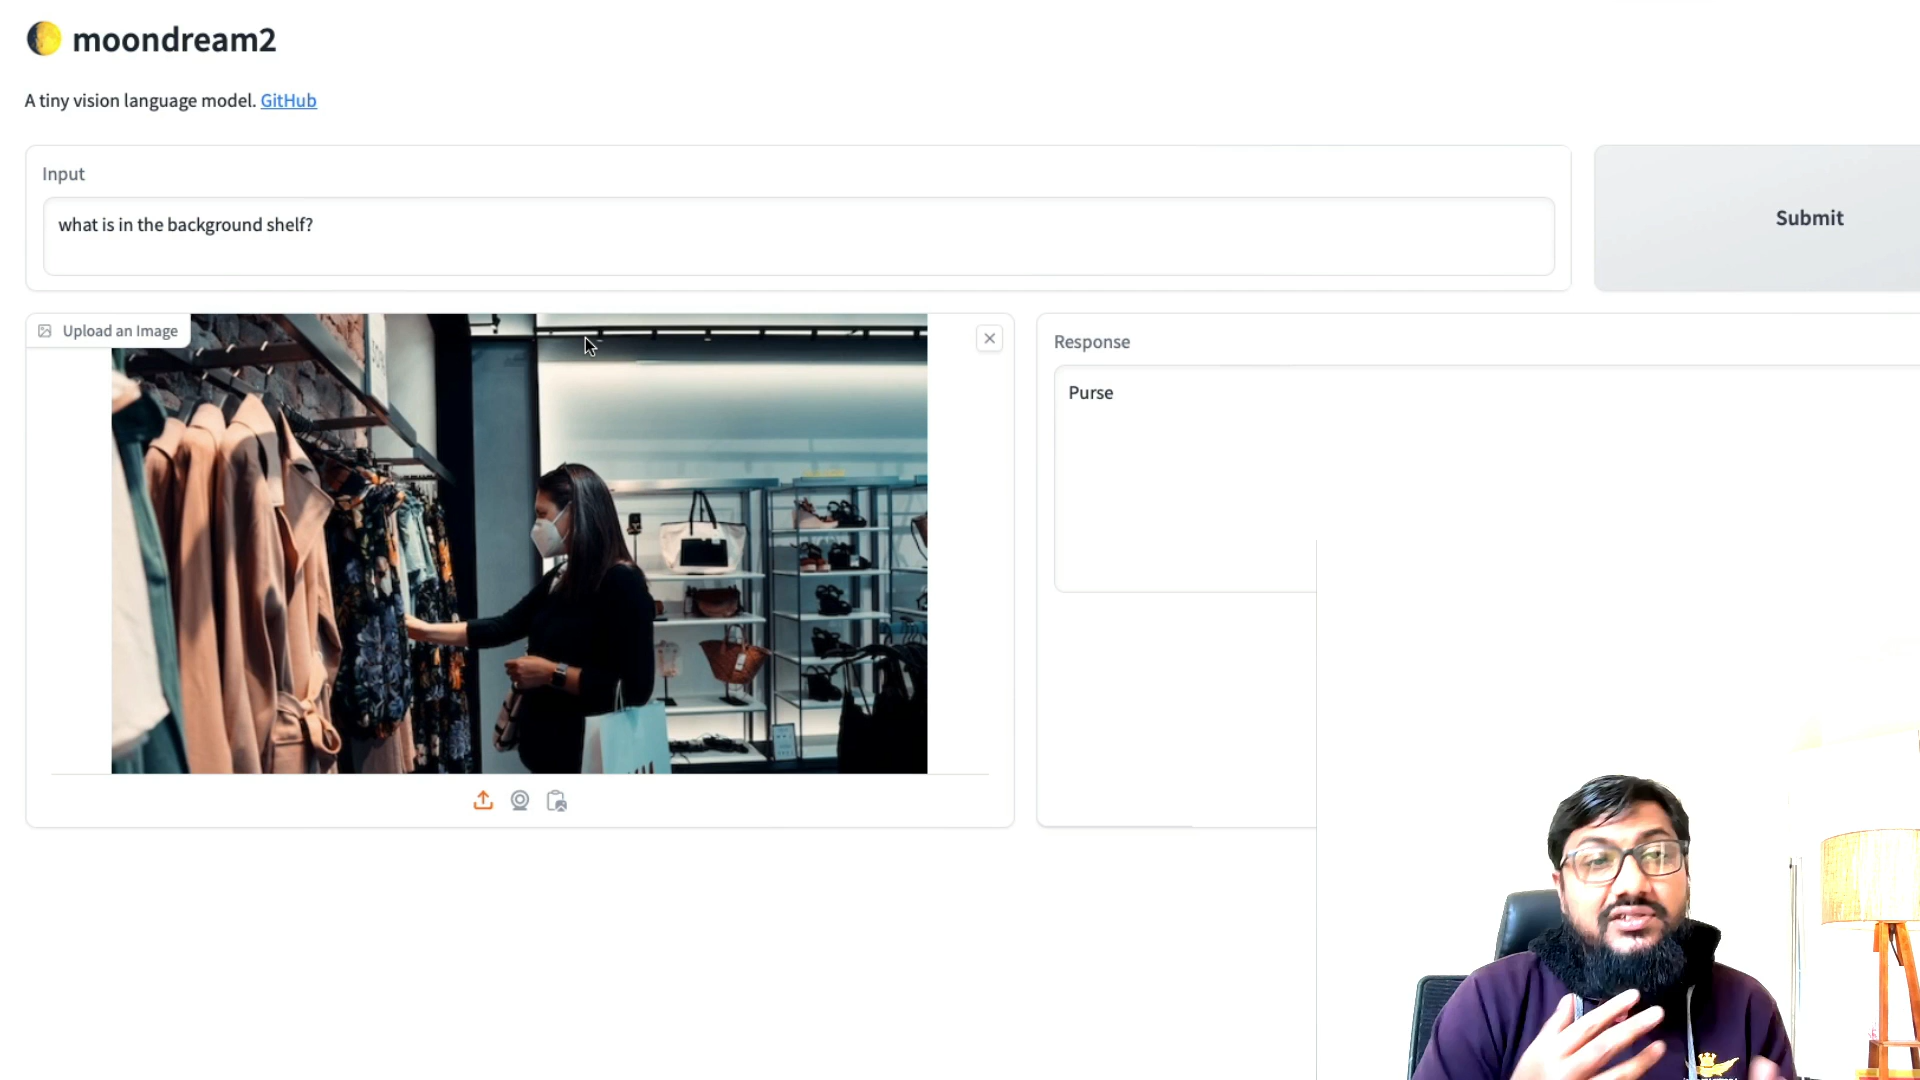 moondream2
A tiny vision language model. GitHub
Input
what is in the background shelf?
Submit
Upload an Image
Response
Purse